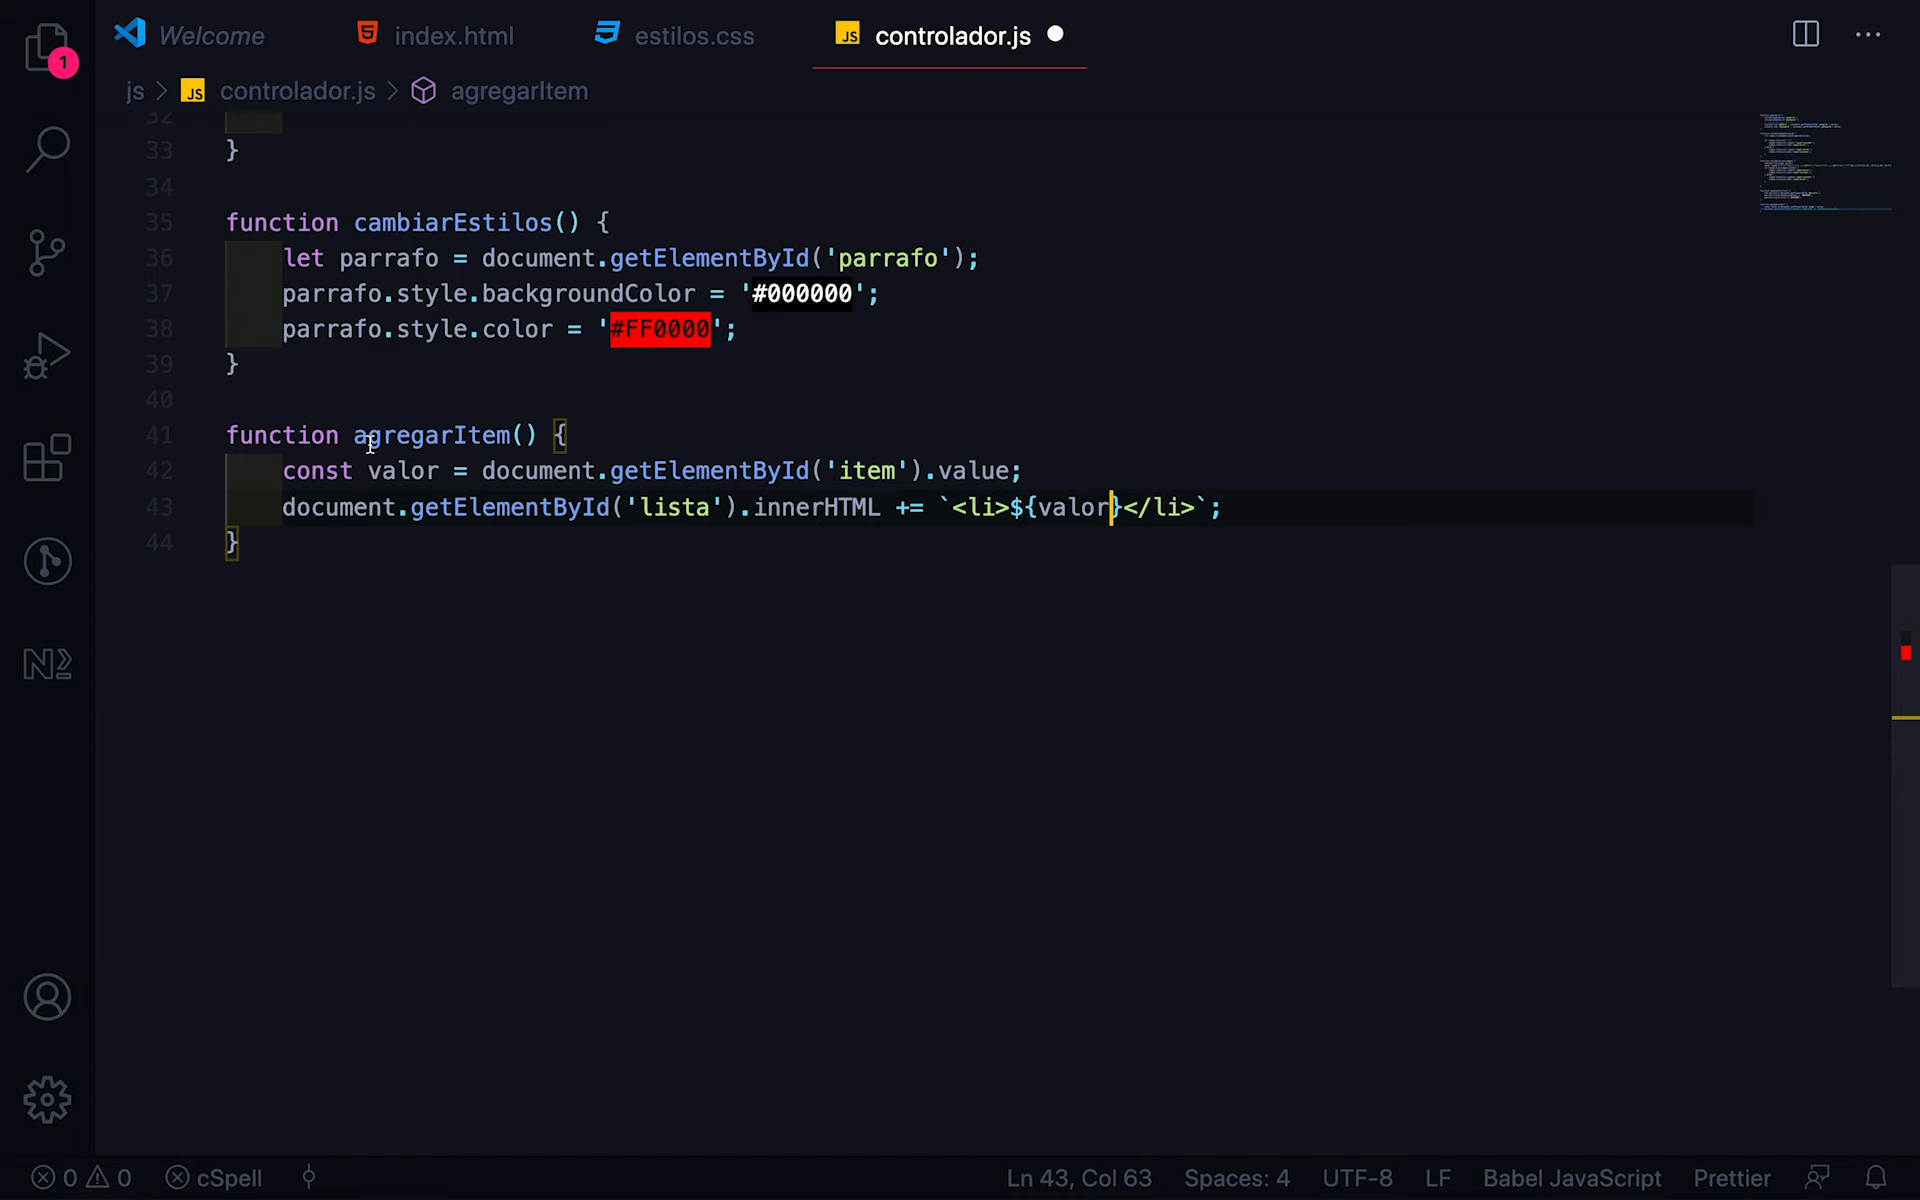 Welcome index.html estilos.css JS controlador.js
1
js > JS controlador.js > agregarItem
32
33 }
34
35 function cambiarEstilos() {
36 let parrafo = document.getElementById('parrafo');
37 parrafo.style.backgroundColor = '#000000';
38 parrafo.style.color = '#FF0000';
39 }
40
41 function agregarItem() {
42 const valor = document.getElementById('item').value;
43 document.getElementById('lista').innerHTML += `<li>${valor}</li>`;
44 }
0 0 cSpell Ln 43, Col 63 Spaces: 4 UTF-8 LF Babel JavaScript Prettier